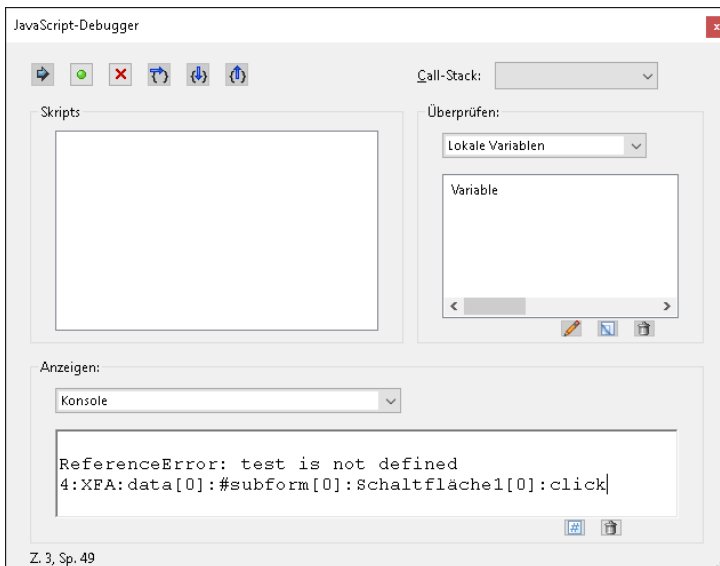 JavaScript-Debugger
Call-Stack:
Skripts
Überprüfen:
Lokale Variablen
Variable
Anzeigen:
Konsole
ReferenceError: test is not defined
4:XFA:data[0]:#subform[0]:Schaltfläche1[0]:click
Z. 3, Sp. 49